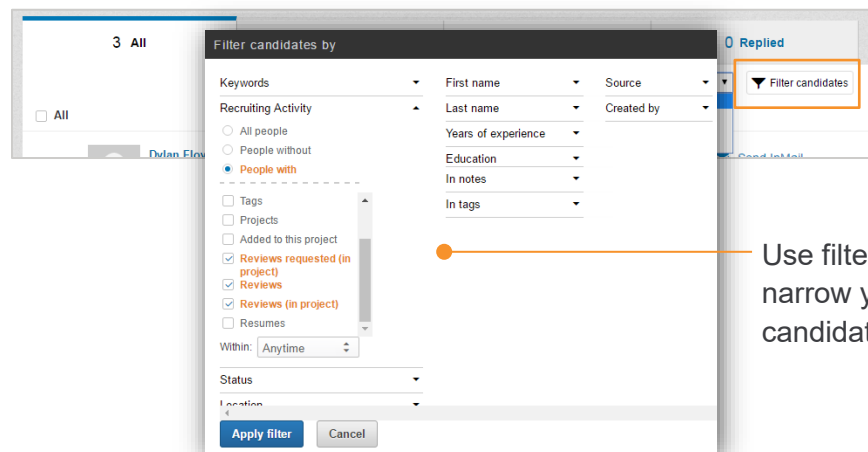 3 All
0 Replied
Filter candidates by
Filter candidates
All
Keywords
Recruiting Activity
All people
People without
People with
Tags
Projects
Added to this project
Reviews requested (in
project)
Reviews
Reviews (in project)
Resumes
Within: Anytime
Status
Location
First name
Last name
Years of experience
Education
In notes
In tags
Source
Created by
Dylan Floy
Send InMail
Use filte
narrow y
candidat
Apply filter
Cancel